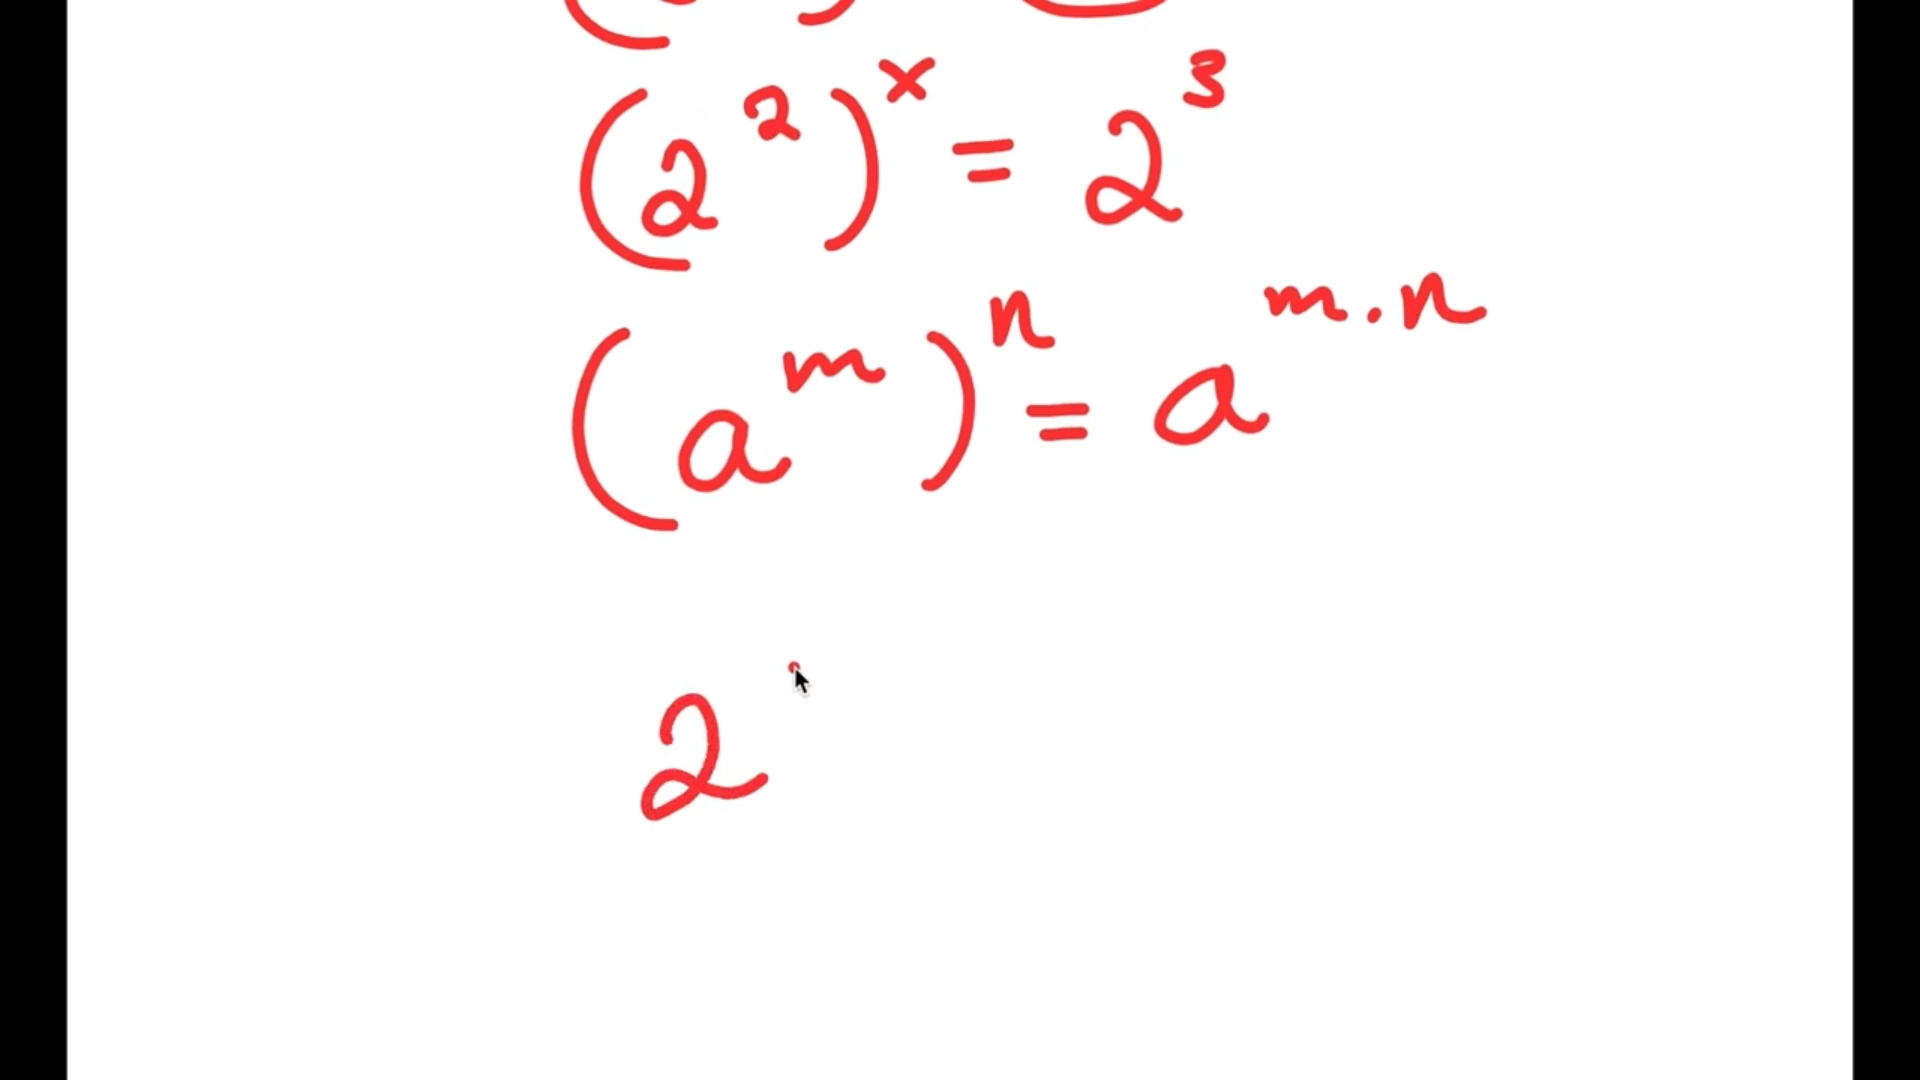 (2²)ˣ = 2³
(aᵐ)ⁿ = aᵐ·ⁿ
2